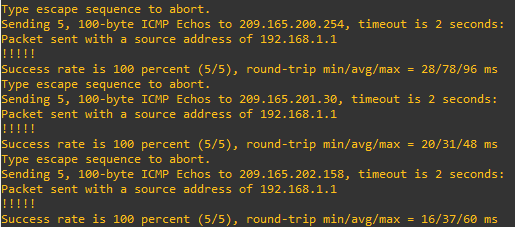 Type escape sequence to abort.
Sending 5, 100-byte ICMP Echos to 209.165.200.254, timeout is 2 seconds:
Packet sent with a source address of 192.168.1.1
!!!!!
Success rate is 100 percent (5/5), round-trip min/avg/max = 28/78/96 ms
Type escape sequence to abort.
Sending 5, 100-byte ICMP Echos to 209.165.201.30, timeout is 2 seconds:
Packet sent with a source address of 192.168.1.1
!!!!!
Success rate is 100 percent (5/5), round-trip min/avg/max = 20/31/48 ms
Type escape sequence to abort.
Sending 5, 100-byte ICMP Echos to 209.165.202.158, timeout is 2 seconds:
Packet sent with a source address of 192.168.1.1
!!!!!
Success rate is 100 percent (5/5), round-trip min/avg/max = 16/37/60 ms